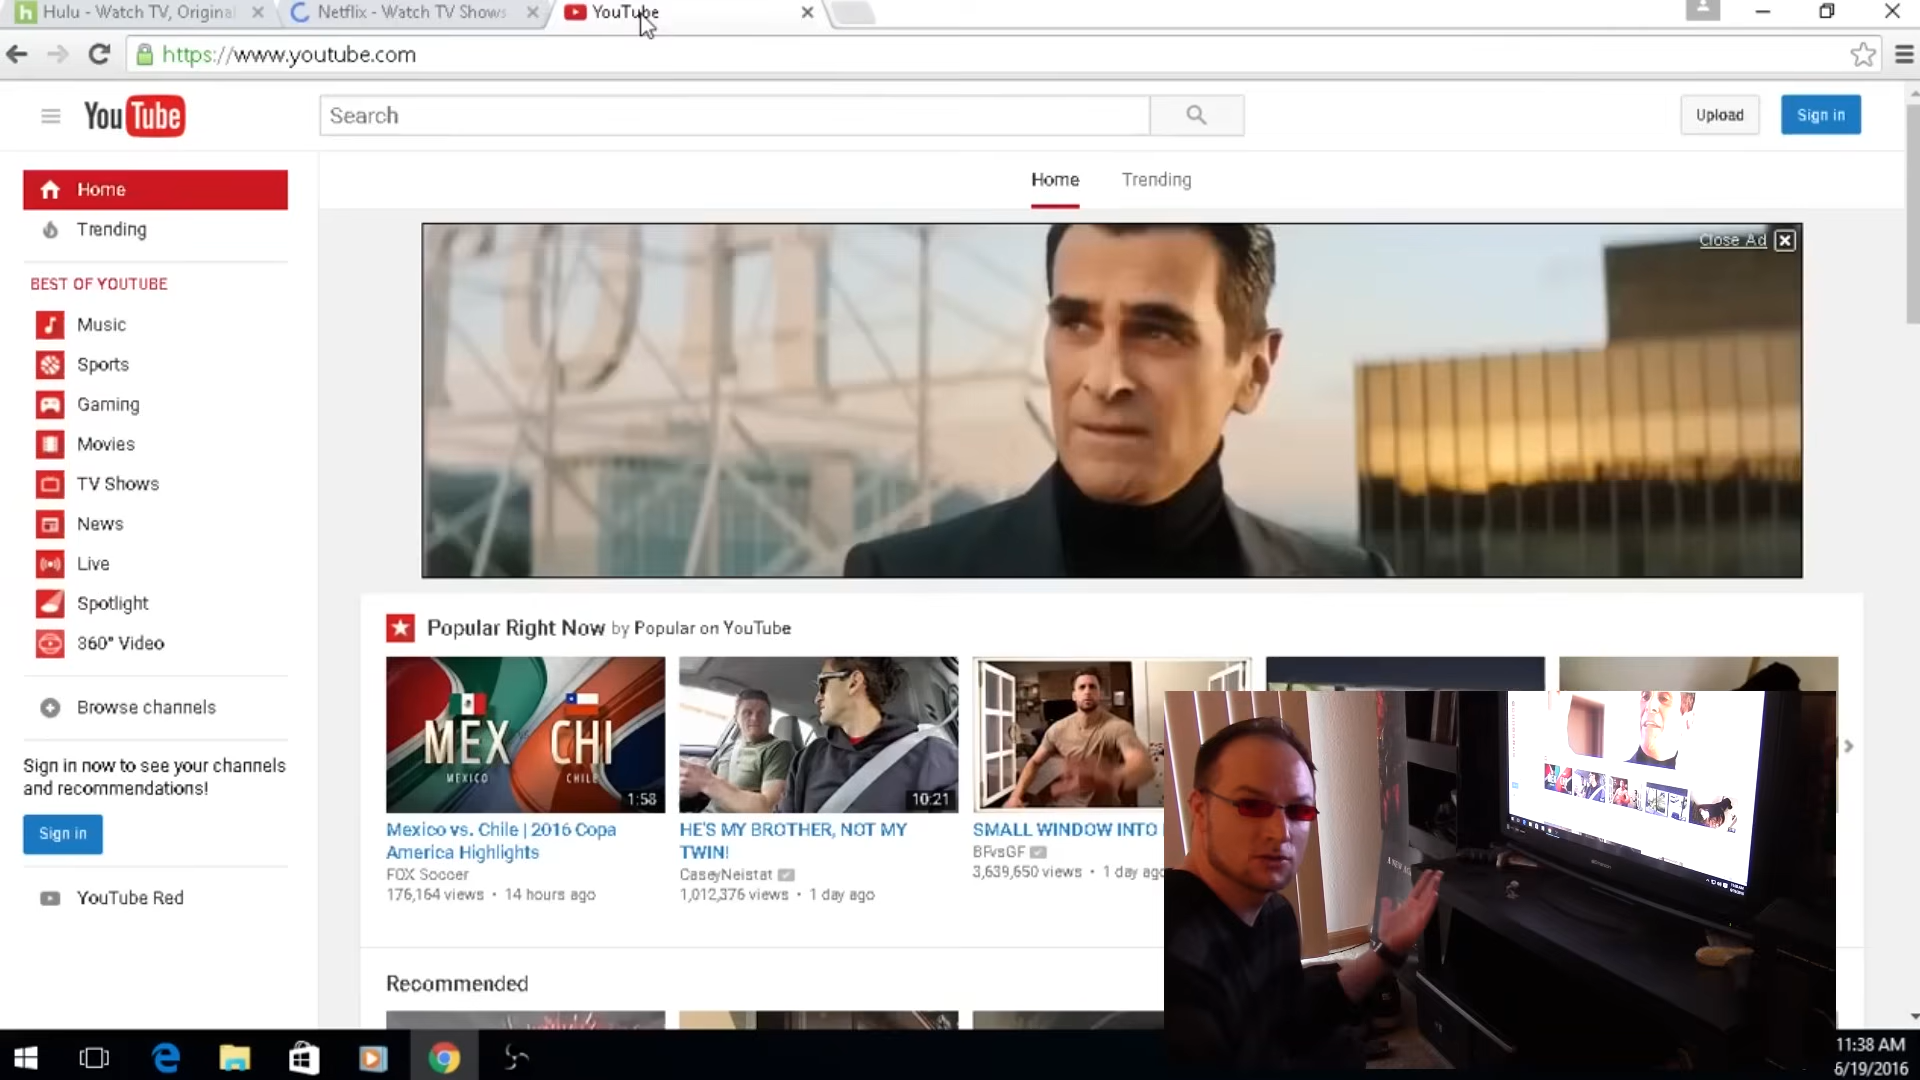 Hulu - Watch TV, Original
Netflix - Watch TV Shows
YouTube
https://www.youtube.com
YouTube
Search
Upload
Sign in
Home
Trending
Home
Trending
BEST OF YOUTUBE
Music
Sports
Gaming
Movies
TV Shows
News
Live
Spotlight
360° Video
Browse channels
Sign in now to see your channels
and recommendations!
Sign in
YouTube Red
Close Ad
Popular Right Now by Popular on YouTube
MEX CHI
MEXICO CHILE
1:58
Mexico vs. Chile | 2016 Copa
America Highlights
FOX Soccer
176,164 views • 14 hours ago
10:21
HE'S MY BROTHER, NOT MY
TWIN!
CaseyNeistat
1,012,376 views • 1 day ago
SMALL WINDOW INTO
BFvsGF
3,639,650 views • 1 day ago
Recommended
11:38 AM
6/19/2016